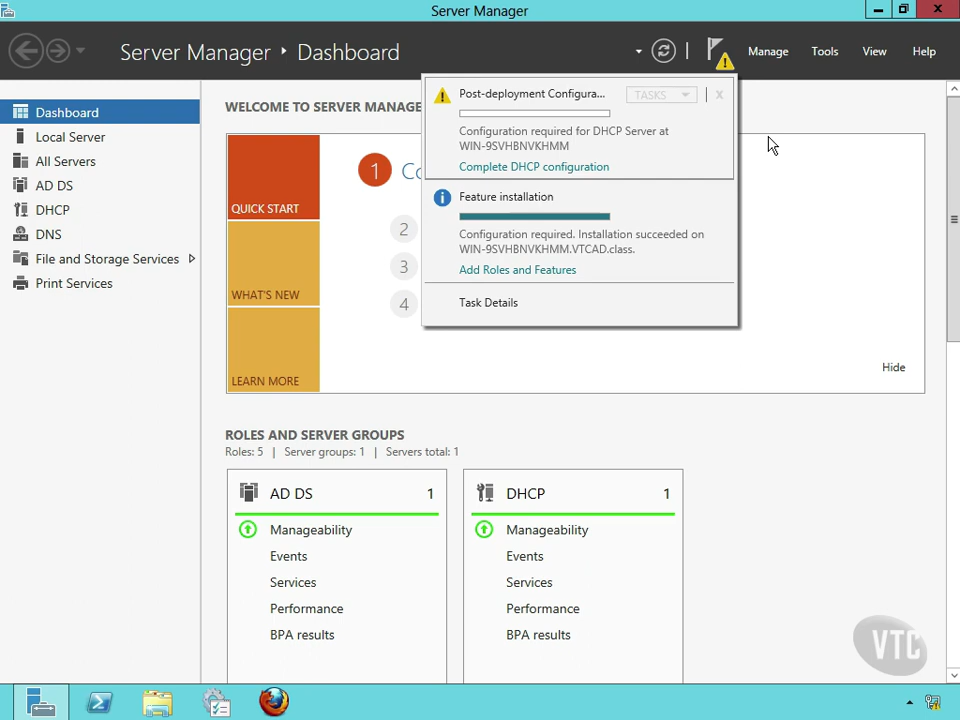 Server Manager
Server Manager ‣ Dashboard
Manage
Tools
View
Help
Dashboard
Local Server
All Servers
AD DS
DHCP
DNS
File and Storage Services
Print Services
WELCOME TO SERVER MANAGE
QUICK START
WHAT'S NEW
LEARN MORE
1 Co
2
3
4
Hide
Post-deployment Configura...
TASKS
x
Configuration required for DHCP Server at
WIN-9SVHBNVKHMM
Complete DHCP configuration
Feature installation
Configuration required. Installation succeeded on
WIN-9SVHBNVKHMM.VTCAD.class.
Add Roles and Features
Task Details
ROLES AND SERVER GROUPS
Roles: 5 | Server groups: 1 | Servers total: 1
AD DS 1
Manageability
Events
Services
Performance
BPA results
DHCP 1
Manageability
Events
Services
Performance
BPA results
VTC